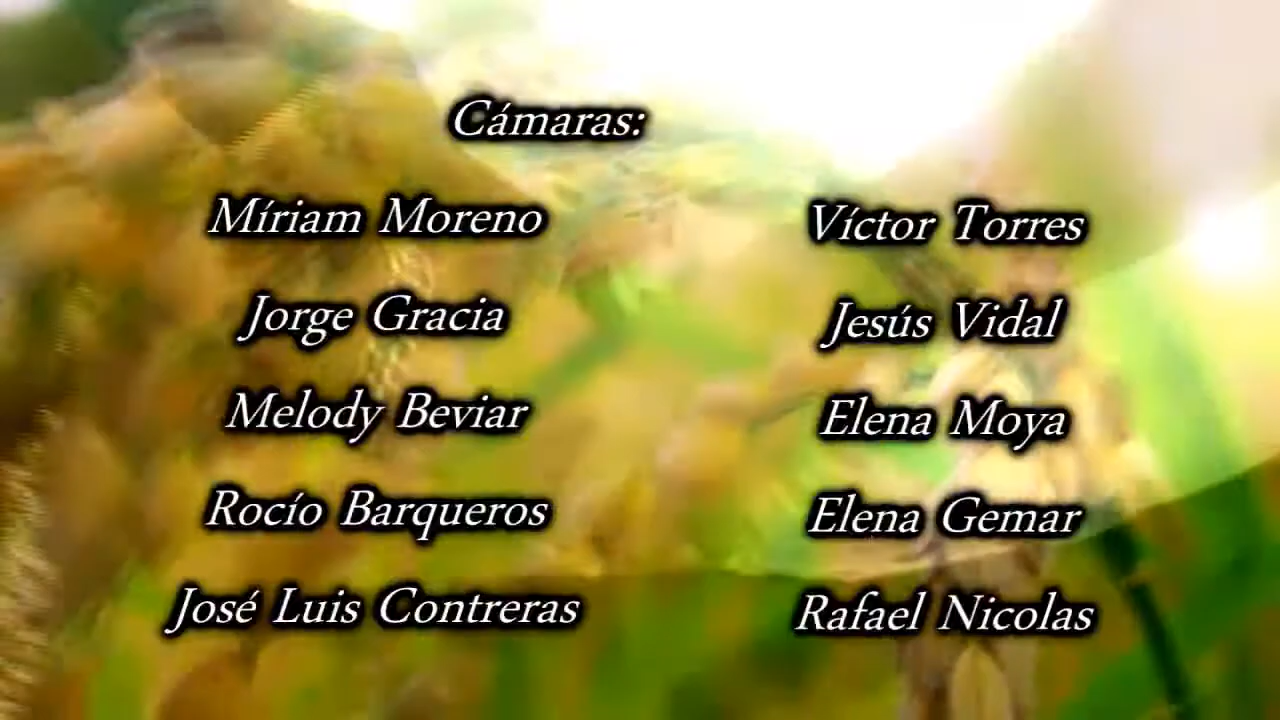 Cámaras:
Míriam Moreno
Víctor Torres
Jorge Gracia
Jesús Vidal
Melody Beviar
Elena Moya
Rocío Barqueros
Elena Gemar
José Luis Contreras
Rafael Nicolas